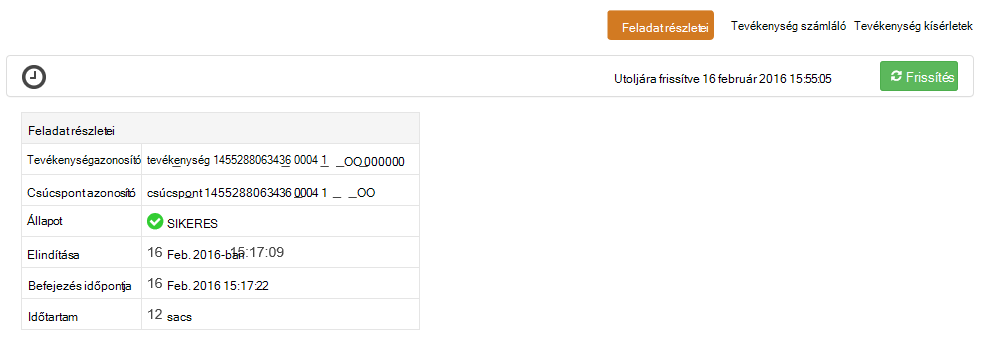 Feladat részletei Tevékenység számláló Tevékenység kísérletek
Utoljára frissítve 16 február 2016 15:55:05 Frissítés
Feladat részletei
Tevékenységazonosító tevékenység 1455288063436 0004 1 _OO_000000
Csúcspont azonosító csúcspont 1455288063436 0004 1 _ _OO
Állapot SIKERES
Elindítása 16 Feb. 2016-ban 15:17:09
Befejezés időpontja 16 Feb. 2016 15:17:22
Időtartam 12 sacs